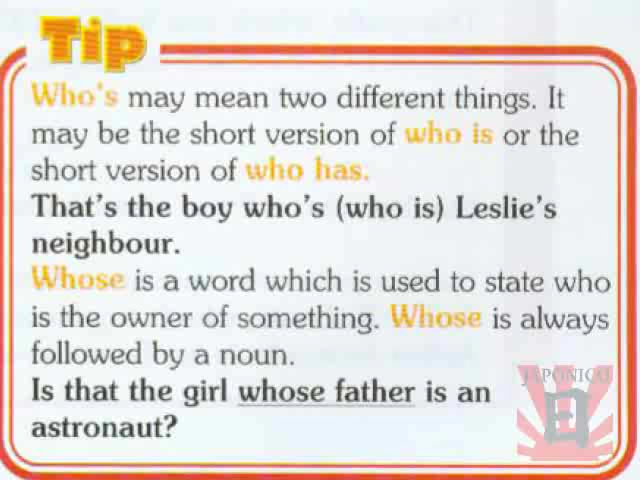 Tip
Who's may mean two different things. It
may be the short version of who is or the
short version of who has.
That's the boy who's (who is) Leslie's
neighbour.
Whose is a word which is used to state who
is the owner of something. Whose is always
followed by a noun.
Is that the girl whose father is an
astronaut?
JAPONIGO
日